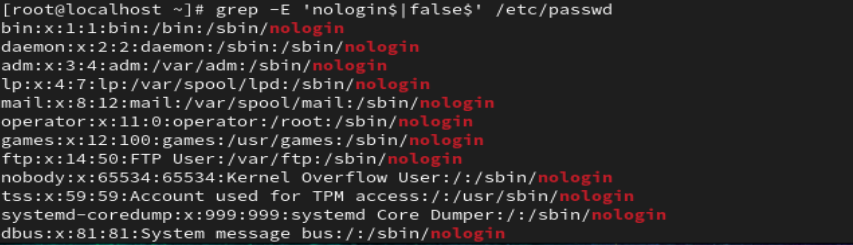 [root@localhost ~]# grep -E 'nologin$|false$' /etc/passwd
bin:x:1:1:bin:/bin:/sbin/nologin
daemon:x:2:2:daemon:/sbin:/sbin/nologin
adm:x:3:4:adm:/var/adm:/sbin/nologin
lp:x:4:7:lp:/var/spool/lpd:/sbin/nologin
mail:x:8:12:mail:/var/spool/mail:/sbin/nologin
operator:x:11:0:operator:/root:/sbin/nologin
games:x:12:100:games:/usr/games:/sbin/nologin
ftp:x:14:50:FTP User:/var/ftp:/sbin/nologin
nobody:x:65534:65534:Kernel Overflow User:/:/sbin/nologin
tss:x:59:59:Account used for TPM access:/:/usr/sbin/nologin
systemd-coredump:x:999:999:systemd Core Dumper:/:/sbin/nologin
dbus:x:81:81:System message bus:/:/sbin/nologin